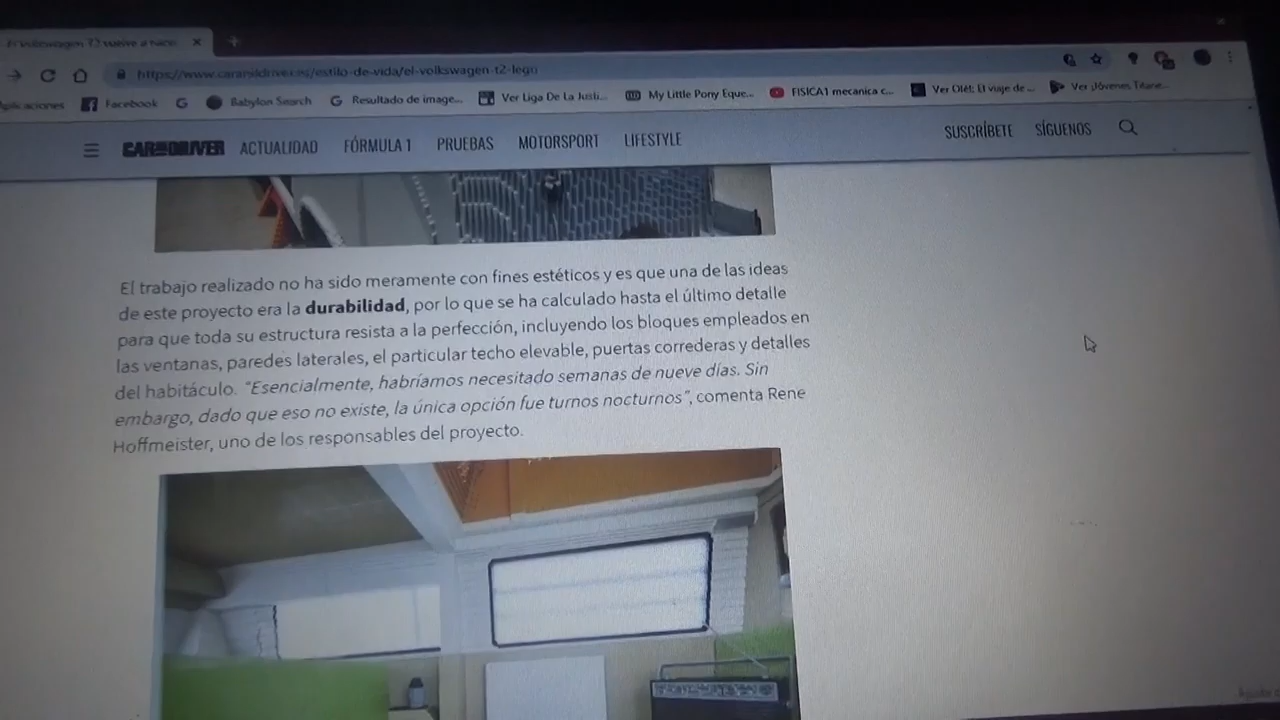 https://www.caranddriver.es/estilo-de-vida/el-volkswagen-t2-lego
Facebook
G
Babylon Search
Resultado de image...
Ver Liga De La Justi...
My Little Pony Eque...
FISICA1 mecanica c...
Ver Olé!: El viaje de ...
Ver ¡Jóvenes Titane...
CAR AND DRIVER
ACTUALIDAD
FÓRMULA 1
PRUEBAS
MOTORSPORT
LIFESTYLE
SUSCRÍBETE
SÍGUENOS
El trabajo realizado no ha sido meramente con fines estéticos y es que una de las ideas
de este proyecto era la durabilidad, por lo que se ha calculado hasta el último detalle
para que toda su estructura resista a la perfección, incluyendo los bloques empleados en
las ventanas, paredes laterales, el particular techo elevable, puertas correderas y detalles
del habitáculo. “Esencialmente, habríamos necesitado semanas de nueve días. Sin
embargo, dado que eso no existe, la única opción fue turnos nocturnos”, comenta Rene
Hoffmeister, uno de los responsables del proyecto.